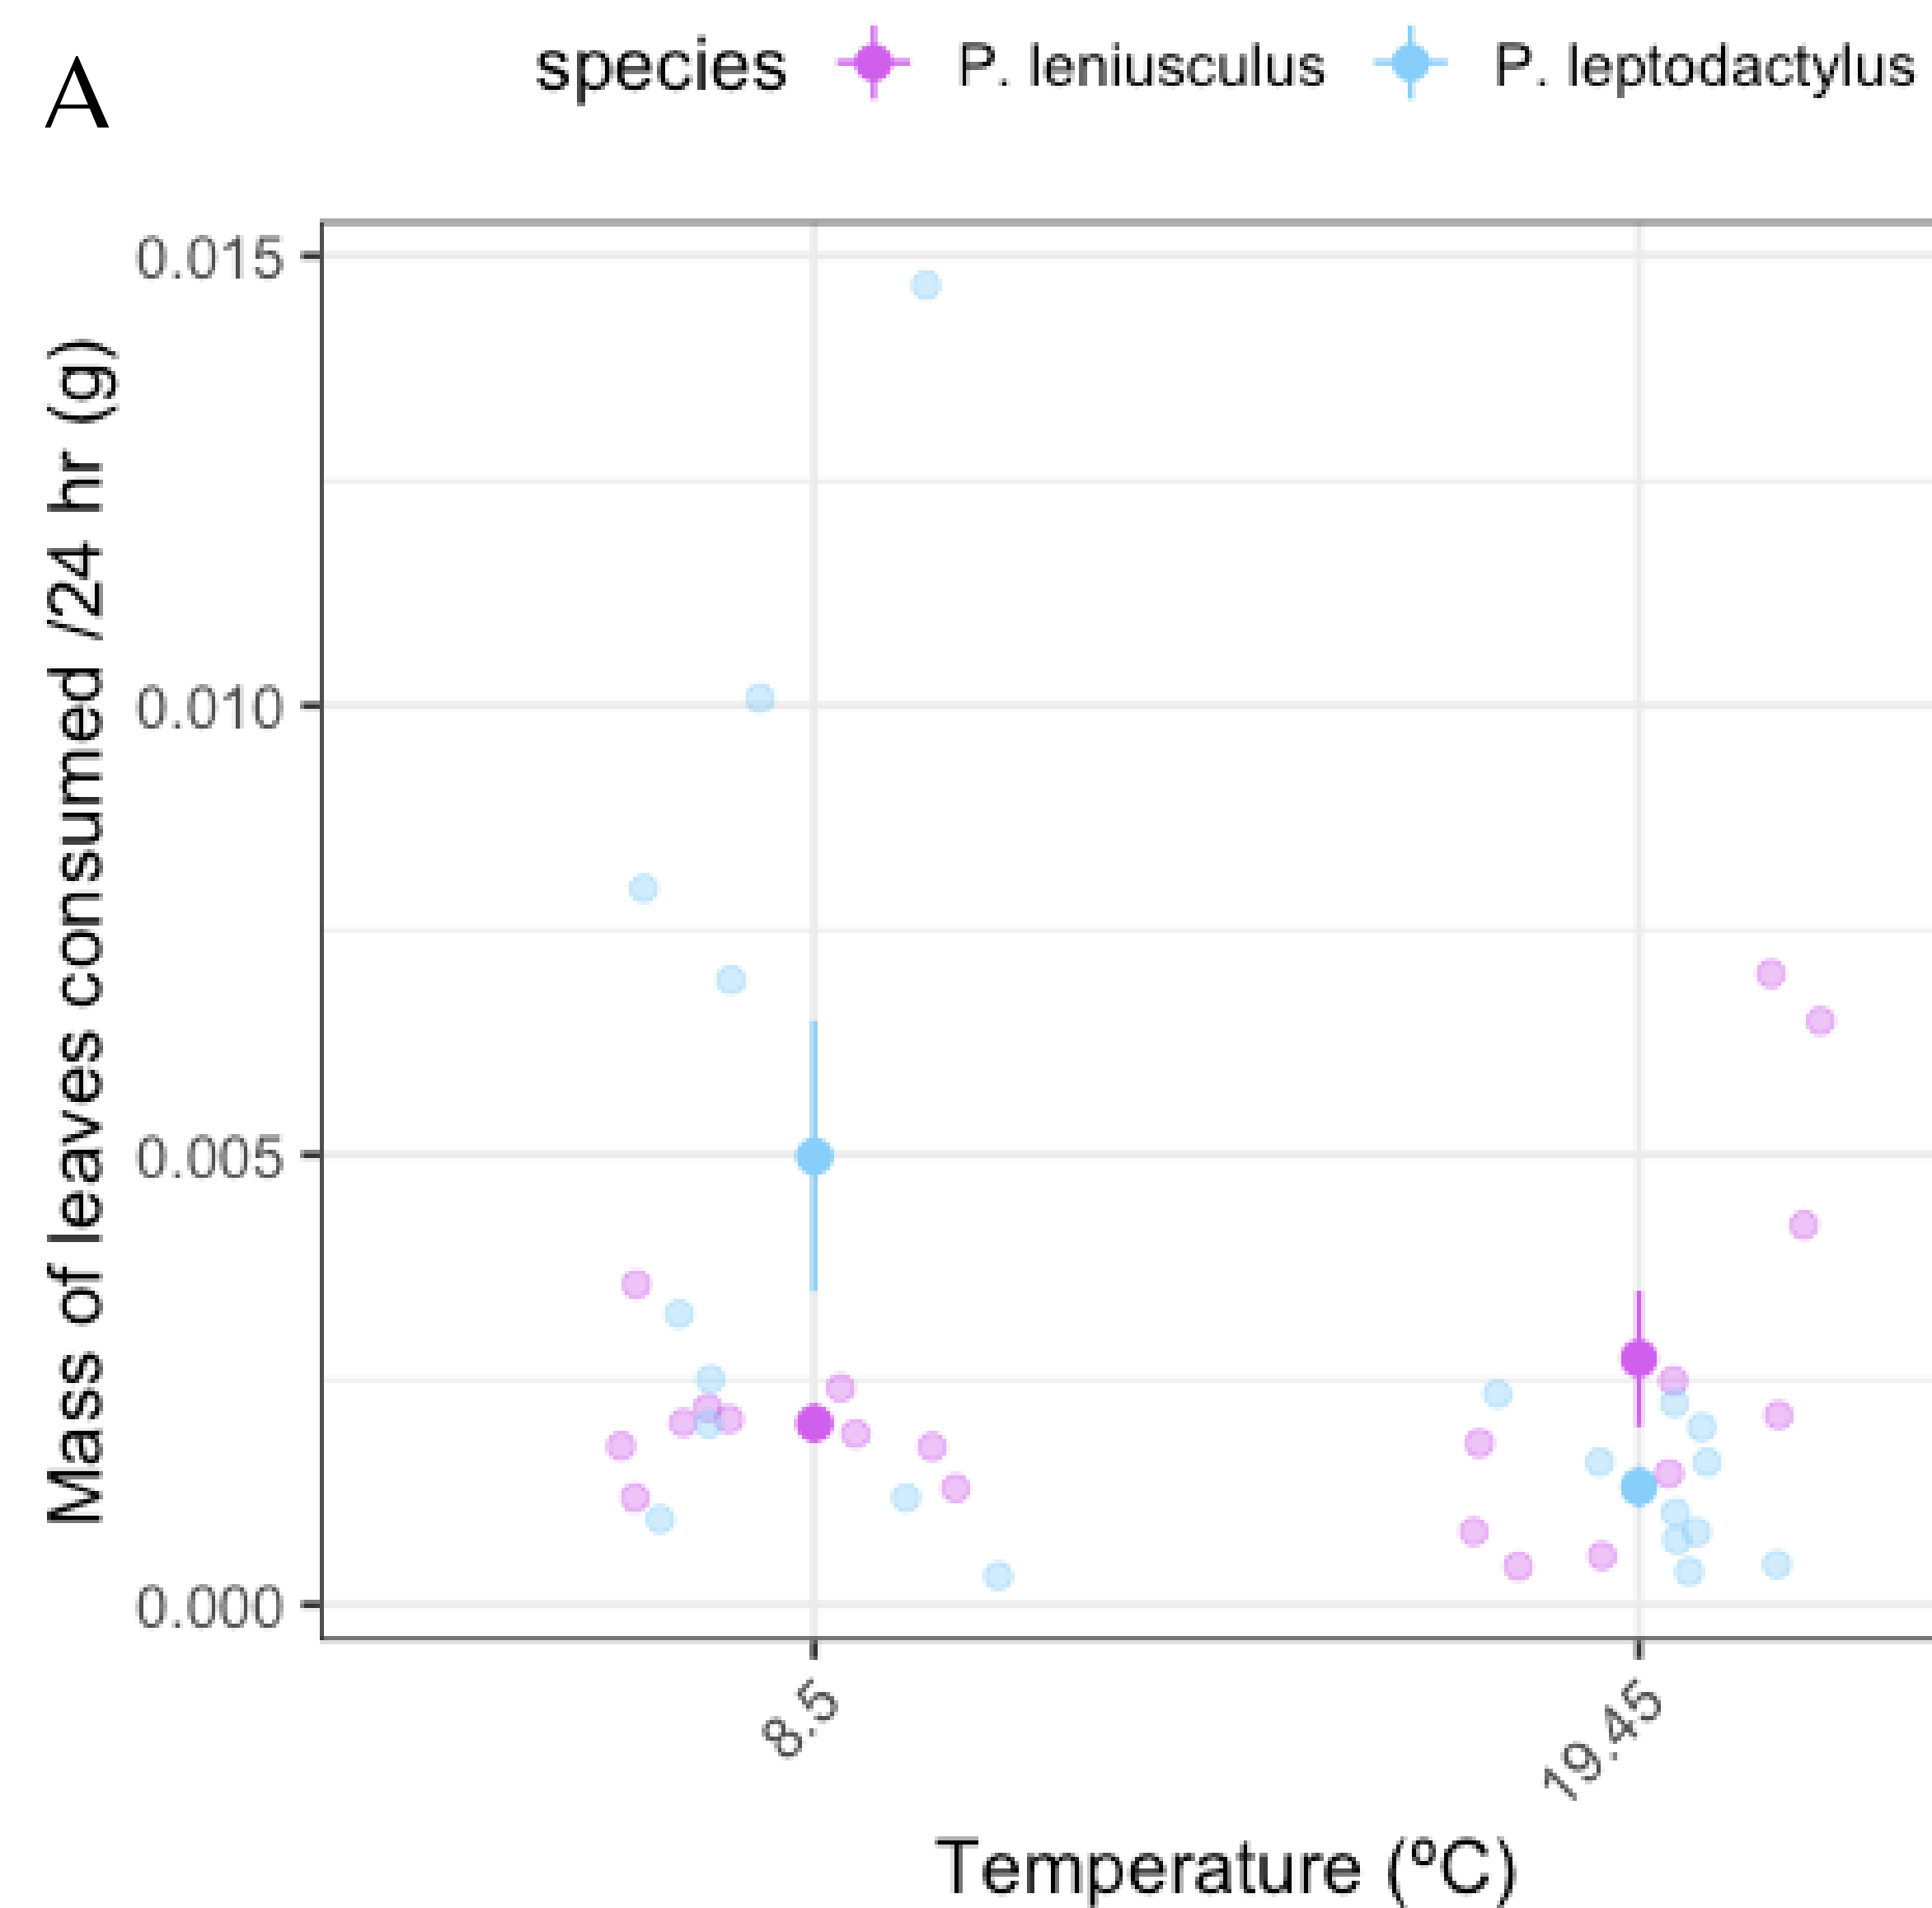 A
species P. leniusculus P. leptodactylus
Mass of leaves consumed /24 hr (g)
0.015
0.010
0.005
0.000
8.5
19.45
Temperature (ºC)